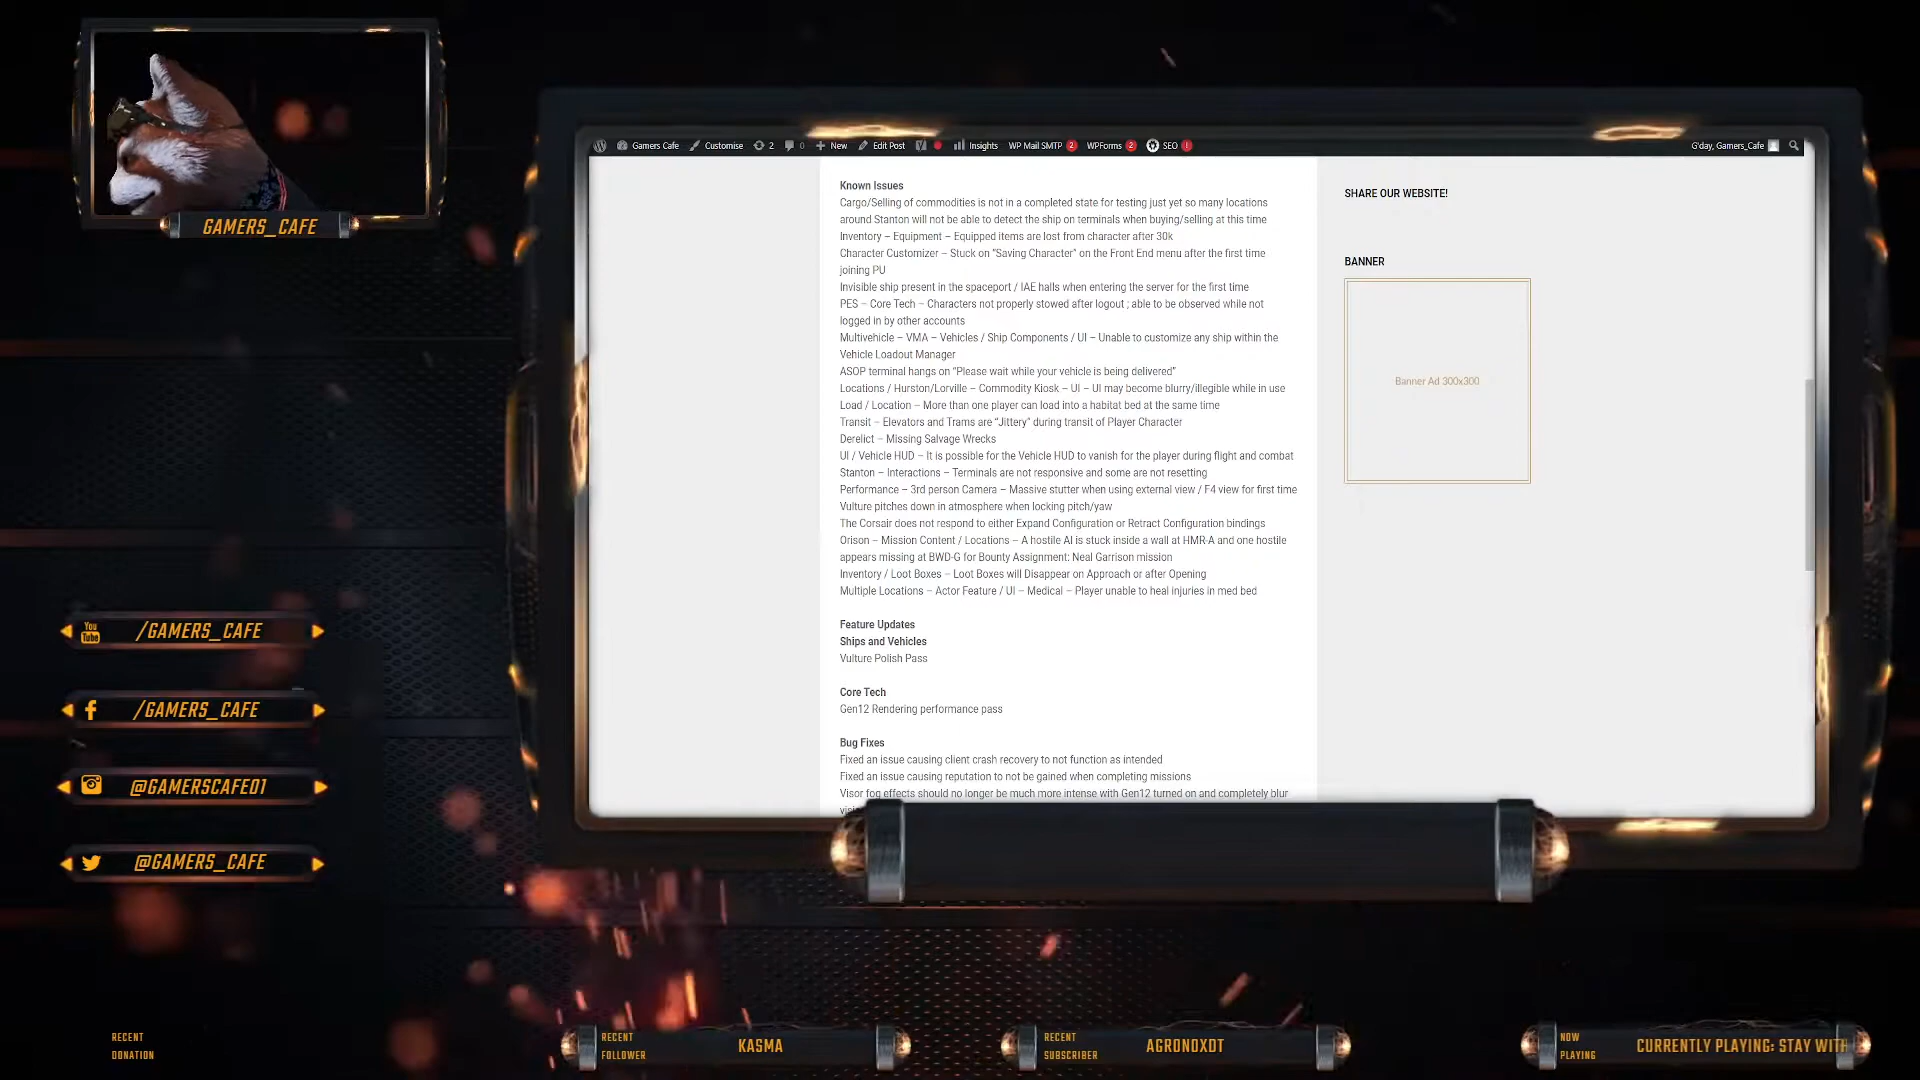 GAMERS_CAFE
Gamers Cafe Customise 2 0 New Edit Post Insights WP Mail SMTP 2 WPForms 2 SEO ! G'day, Gamers_Cafe
Known Issues
Cargo/Selling of commodities is not in a completed state for testing just yet so many locations
around Stanton will not be able to detect the ship on terminals when buying/selling at this time
Inventory – Equipment – Equipped items are lost from character after 30k
Character Customizer – Stuck on “Saving Character” on the Front End menu after the first time
joining PU
Invisible ship present in the spaceport / IAE halls when entering the server for the first time
PES – Core Tech – Characters not properly stowed after logout ; able to be observed while not
logged in by other accounts
Multivehicle – VMA – Vehicles / Ship Components / UI – Unable to customize any ship within the
Vehicle Loadout Manager
ASOP terminal hangs on “Please wait while your vehicle is being delivered”
Locations / Hurston/Lorville – Commodity Kiosk – UI – UI may become blurry/illegible while in use
Load / Location – More than one player can load into a habitat bed at the same time
Transit – Elevators and Trams are “Jittery” during transit of Player Character
Derelict – Missing Salvage Wrecks
UI / Vehicle HUD – It is possible for the Vehicle HUD to vanish for the player during flight and combat
Stanton – Interactions – Terminals are not responsive and some are not resetting
Performance – 3rd person Camera – Massive stutter when using external view / F4 view for first time
Vulture pitches down in atmosphere when locking pitch/yaw
The Corsair does not respond to either Expand Configuration or Retract Configuration bindings
Orison – Mission Content / Locations – A hostile AI is stuck inside a wall at HMR-A and one hostile
appears missing at BWD-G for Bounty Assignment: Neal Garrison mission
Inventory / Loot Boxes – Loot Boxes will Disappear on Approach or after Opening
Multiple Locations – Actor Feature / UI – Medical – Player unable to heal injuries in med bed
Feature Updates
Ships and Vehicles
Vulture Polish Pass
Core Tech
Gen12 Rendering performance pass
Bug Fixes
Fixed an issue causing client crash recovery to not function as intended
Fixed an issue causing reputation to not be gained when completing missions
Visor fog effects should no longer be much more intense with Gen12 turned on and completely blur
SHARE OUR WEBSITE!
BANNER
Banner Ad 300x300
You Tube /GAMERS_CAFE
/GAMERS_CAFE
@GAMERSCAFE01
@GAMERS_CAFE
RECENT
DONATION
RECENT
FOLLOWER
KASMA
RECENT
SUBSCRIBER
AGRONOXDT
NOW
PLAYING
CURRENTLY PLAYING: STAY WITH